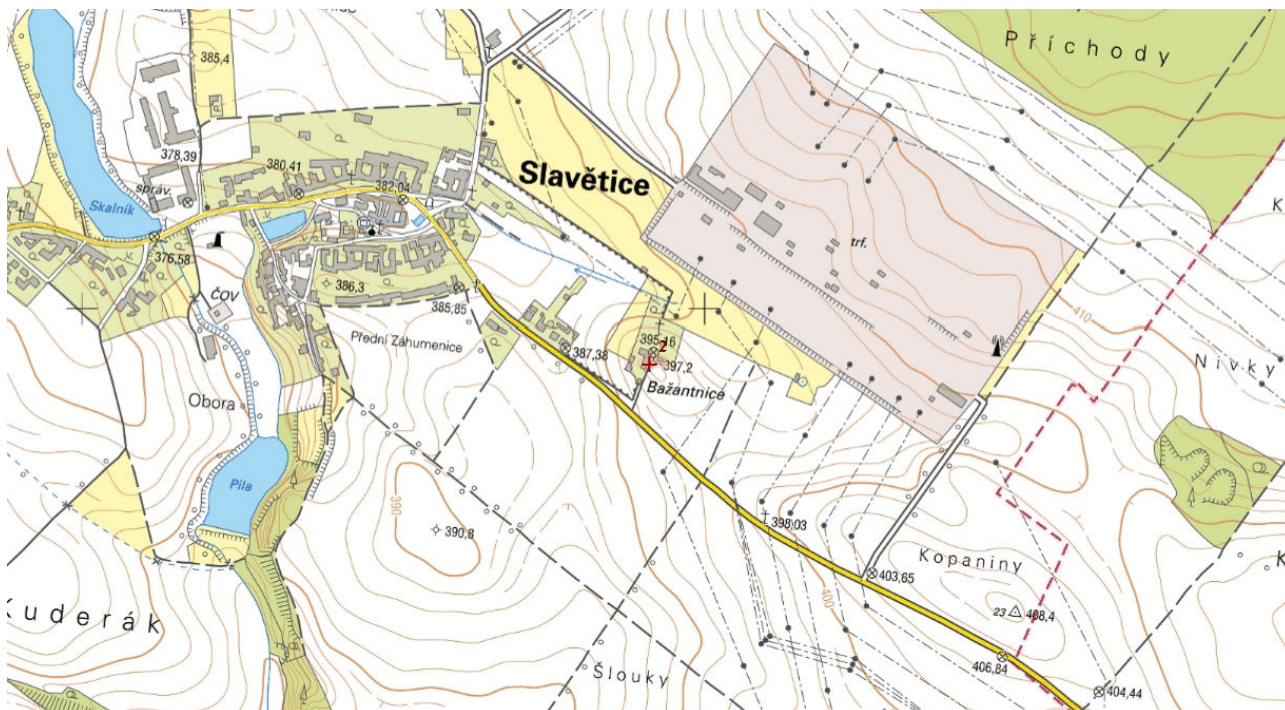 Příchody
385,4
378,39
380,41
382,04
správ.
Skalník
376,58
Slavětice
trf.
386,3
385,85
ČOV
Přední Záhumenice
395,16
2
397,2
387,38
Bažantnice
410
Nivky
Obora
Pila
390
390,8
398,03
400
403,65
Kopaniny
23
408,4
Kuderák
Šlouky
406,84
404,44
K
K